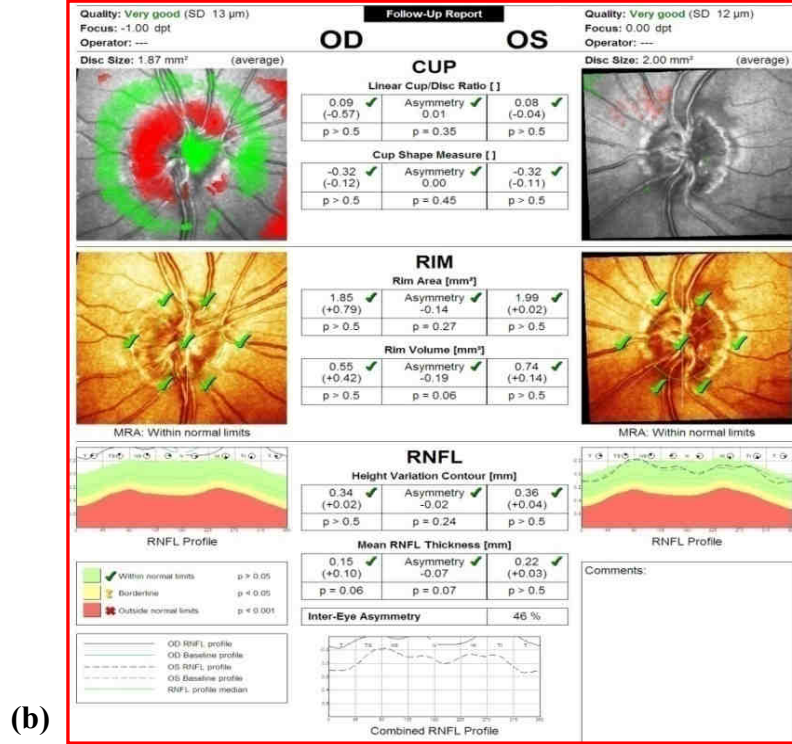 Quality: Very good (SD 13 µm)
Focus: -1.00 dpt
Operator: ---
Disc Size: 1.87 mm² (average)
Follow-Up Report
OD OS
Quality: Very good (SD 12 µm)
Focus: 0.00 dpt
Operator: ---
Disc Size: 2.00 mm² (average)
CUP
Linear Cup/Disc Ratio [ ]
0.09 Asymmetry 0.08
(-0.57) 0.01 (-0.04)
p > 0.5 p = 0.35 p > 0.5
Cup Shape Measure [ ]
-0.32 Asymmetry -0.32
(-0.12) 0.00 (-0.11)
p > 0.5 p = 0.45 p > 0.5
RIM
Rim Area [mm²]
1.85 Asymmetry 1.99
(+0.79) -0.14 (+0.02)
p > 0.5 p = 0.27 p > 0.5
Rim Volume [mm³]
0.55 Asymmetry 0.74
(+0.42) -0.19 (+0.14)
p > 0.5 p = 0.06 p > 0.5
MRA: Within normal limits
MRA: Within normal limits
RNFL
Height Variation Contour [mm]
0.34 Asymmetry 0.36
(+0.02) -0.02 (+0.04)
p > 0.5 p = 0.24 p > 0.5
RNFL Profile
RNFL Profile
Mean RNFL Thickness [mm]
0.15 Asymmetry 0.22
(+0.10) -0.07 (+0.03)
p = 0.06 p = 0.07 p > 0.5
Inter-Eye Asymmetry 46 %
Within normal limits p > 0.05
Borderline p < 0.05
Outside normal limits p < 0.001
OD RNFL profile
OD Baseline profile
OS RNFL profile
OS Baseline profile
RNFL profile median
Combined RNFL Profile
Comments:
(b)